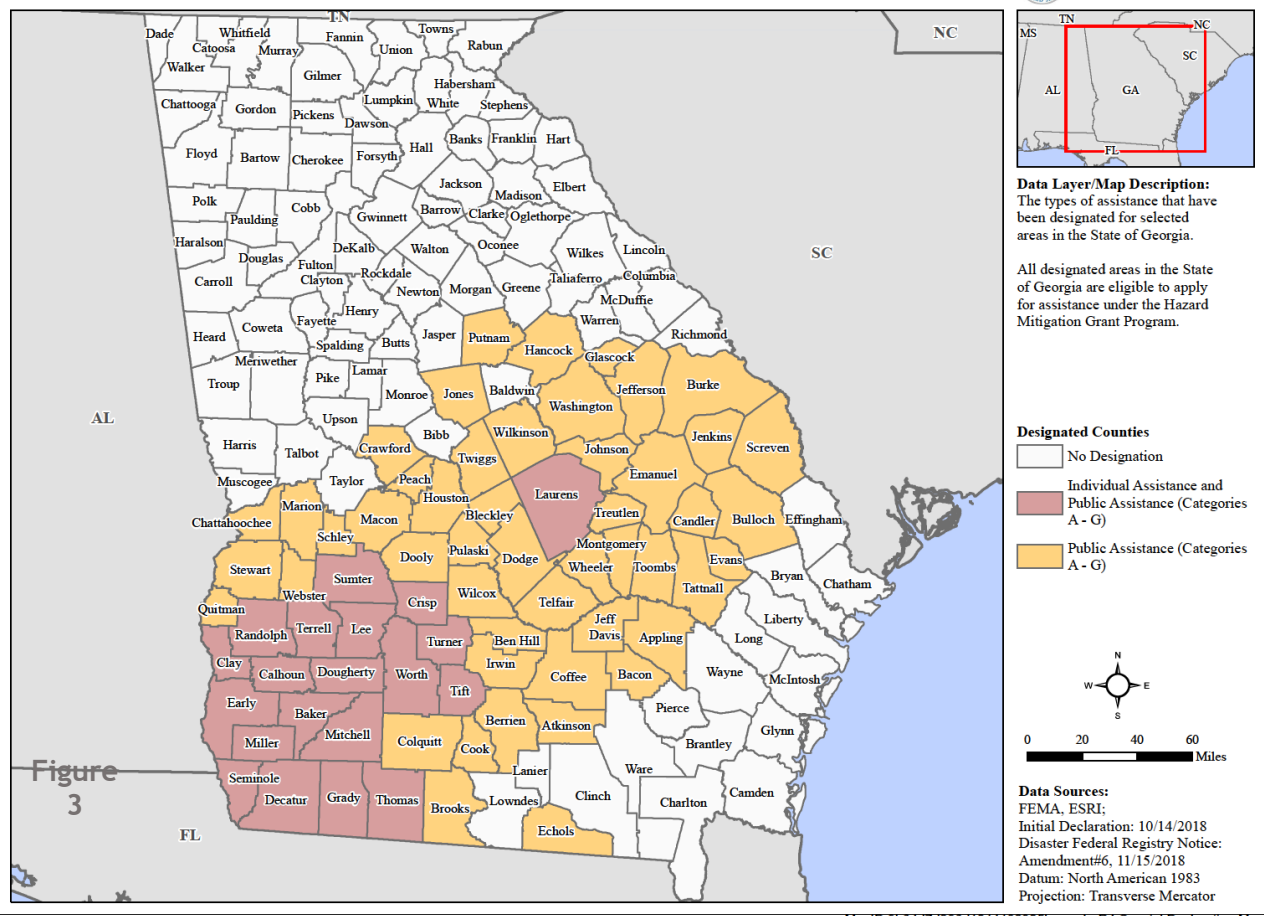 TN
NC
Dade
Whitfield
Catoosa
Murray
Fannin
Union
Towns
Rabun
Walker
Gilmer
Habersham
Chattooga
Gordon
Pickens
Lumpkin
White
Stephens
Dawson
Hall
Banks
Franklin
Hart
Floyd
Bartow
Cherokee
Forsyth
Jackson
Madison
Elbert
Polk
Paulding
Cobb
Gwinnett
Barrow
Clarke
Oglethorpe
Haralson
Douglas
DeKalb
Walton
Oconee
Wilkes
Lincoln
SC
Carroll
Fulton
Clayton
Rockdale
Newton
Morgan
Greene
Taliaferro
Columbia
McDuffie
Heard
Coweta
Fayette
Henry
Spalding
Butts
Jasper
Putnam
Hancock
Warren
Richmond
Glascock
Troup
Meriwether
Pike
Lamar
Monroe
Jones
Baldwin
Washington
Jefferson
Burke
AL
Upson
Harris
Talbot
Crawford
Bibb
Wilkinson
Twiggs
Johnson
Jenkins
Screven
Emanuel
Muscogee
Taylor
Peach
Houston
Laurens
Marion
Chattahoochee
Macon
Bleckley
Treutlen
Candler
Bulloch
Effingham
Schley
Dooly
Pulaski
Dodge
Montgomery
Wheeler
Toombs
Evans
Stewart
Webster
Sumter
Crisp
Wilcox
Telfair
Tattnall
Bryan
Chatham
Quitman
Randolph
Terrell
Lee
Turner
Ben Hill
Jeff
Davis
Appling
Long
Liberty
Clay
Calhoun
Dougherty
Worth
Tift
Irwin
Coffee
Bacon
Wayne
McIntosh
Early
Baker
Mitchell
Miller
Colquitt
Cook
Berrien
Atkinson
Pierce
Brantley
Glynn
Figure
3
Seminole
Decatur
Grady
Thomas
Brooks
Lanier
Lowndes
Clinch
Ware
Charlton
Camden
Echols
FL
TN
NC
MS
SC
AL
GA
FL
Data Layer/Map Description:
The types of assistance that have
been designated for selected
areas in the State of Georgia.
All designated areas in the State
of Georgia are eligible to apply
for assistance under the Hazard
Mitigation Grant Program.
Designated Counties
No Designation
Individual Assistance and
Public Assistance (Categories
A - G)
Public Assistance (Categories
A - G)
N
W
E
S
0 20 40 60
Miles
Data Sources:
FEMA, ESRI;
Initial Declaration: 10/14/2018
Disaster Federal Registry Notice:
Amendment#6, 11/15/2018
Datum: North American 1983
Projection: Transverse Mercator